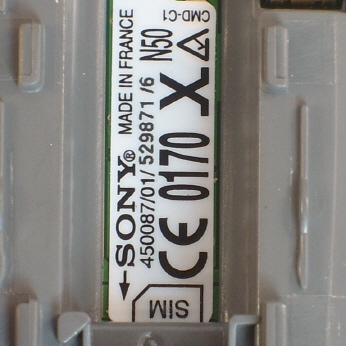 SONY® MADE IN FRANCE
450087/01/529871/6 N50
CE 0170 X
SIM
CMD-C1